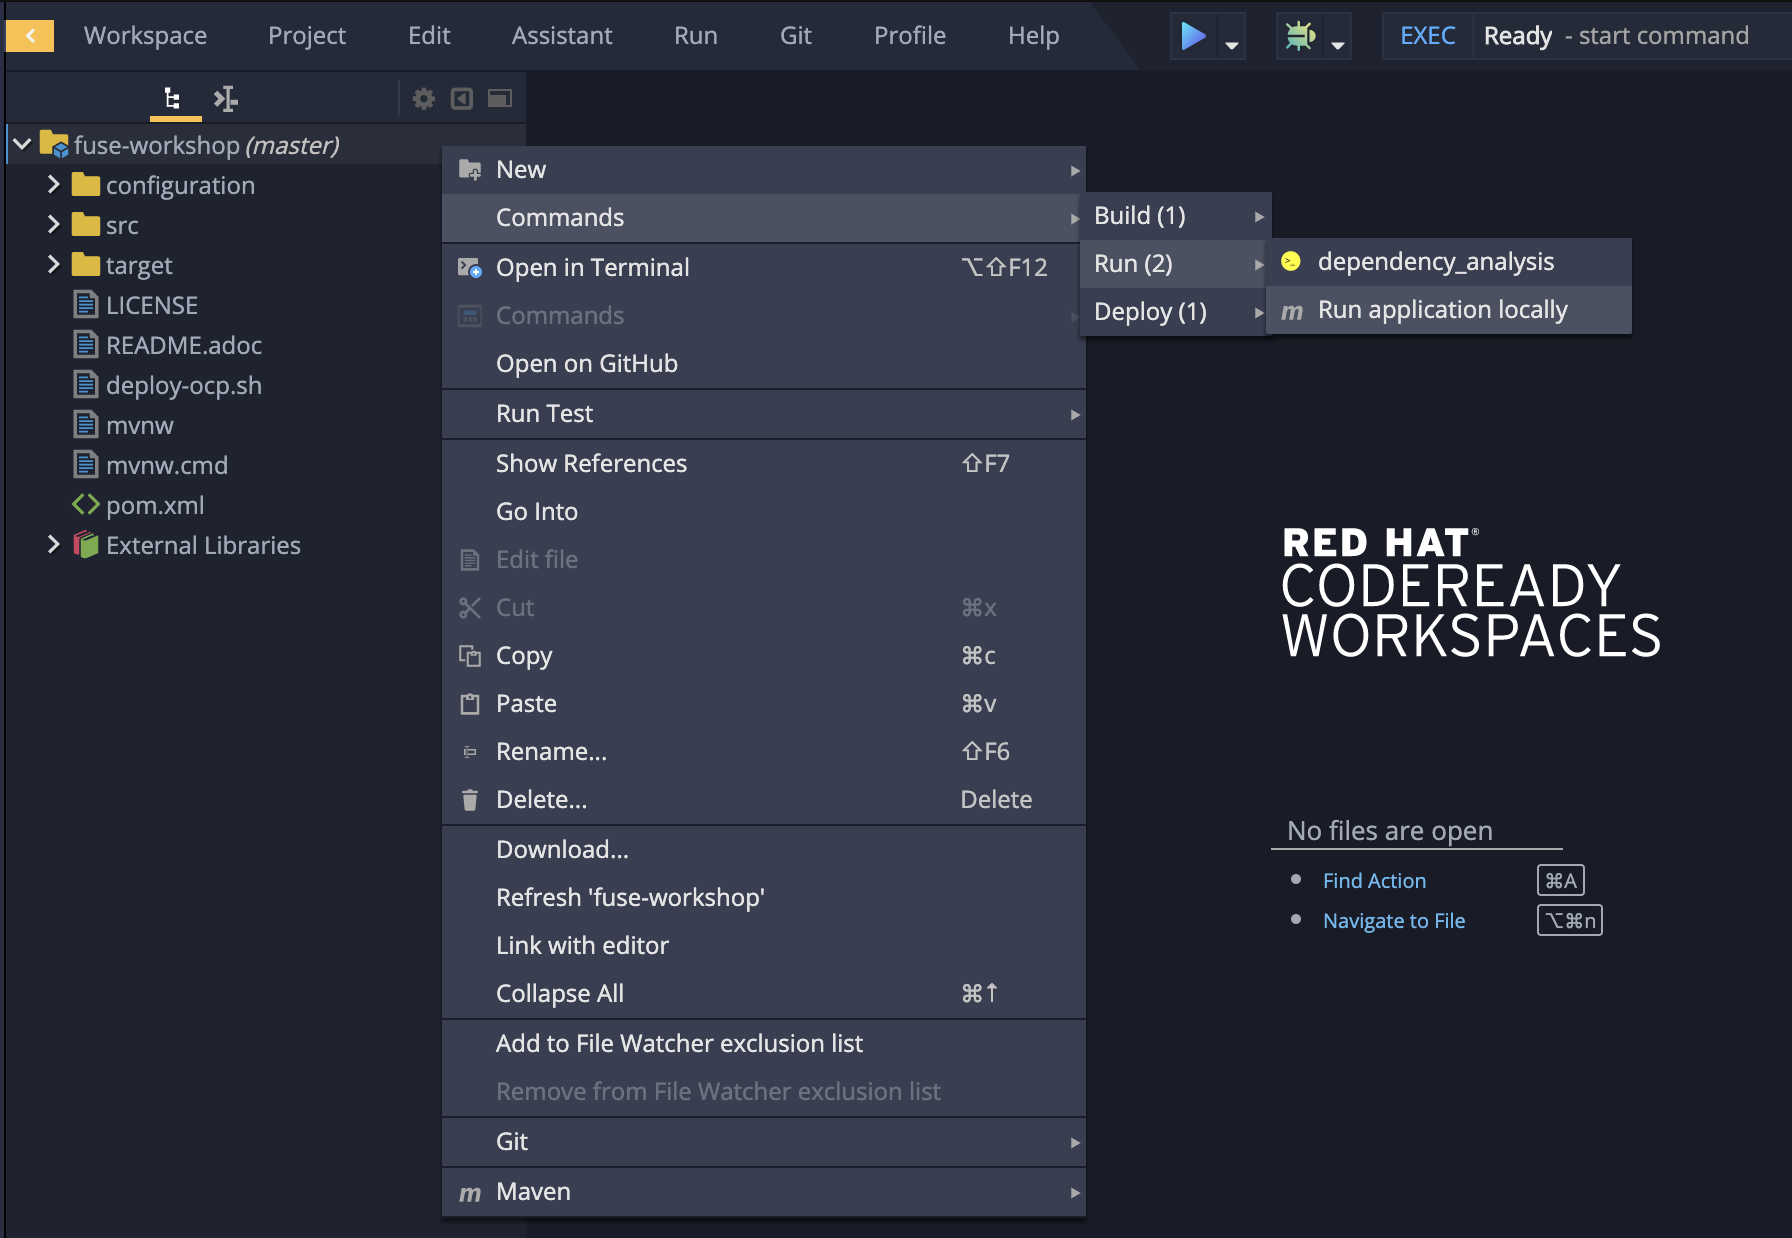 Workspace Project Edit Assistant Run Git Profile Help EXEC Ready - start command
fuse-workshop (master)
configuration
src
target
LICENSE
README.adoc
deploy-ocp.sh
mvnw
mvnw.cmd
pom.xml
External Libraries
New
Commands
Open in Terminal ⌥⇧F12
Commands
Open on GitHub
Run Test
Show References ⇧F7
Go Into
Edit file
Cut ⌘x
Copy ⌘c
Paste ⌘v
Rename... ⇧F6
Delete... Delete
Download...
Refresh 'fuse-workshop'
Link with editor
Collapse All ⌘↑
Add to File Watcher exclusion list
Remove from File Watcher exclusion list
Git
m Maven
Build (1)
Run (2)
Deploy (1)
dependency_analysis
m Run application locally
RED HAT®
CODEREADY
WORKSPACES
No files are open
Find Action ⌘A
Navigate to File ⌥⌘n